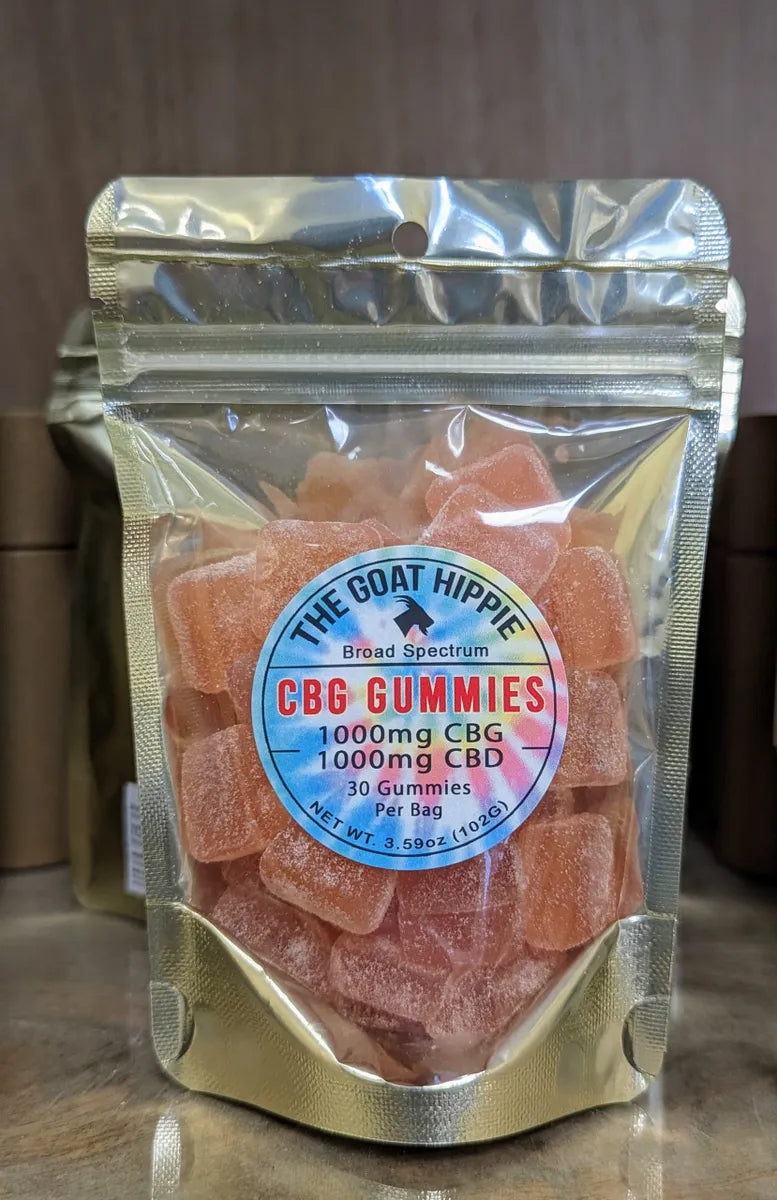 THE GOAT HIPPIE
Broad Spectrum
CBG GUMMIES
1000mg CBG
1000mg CBD
30 Gummies
Per Bag
NET WT. 3.59oz (102G)